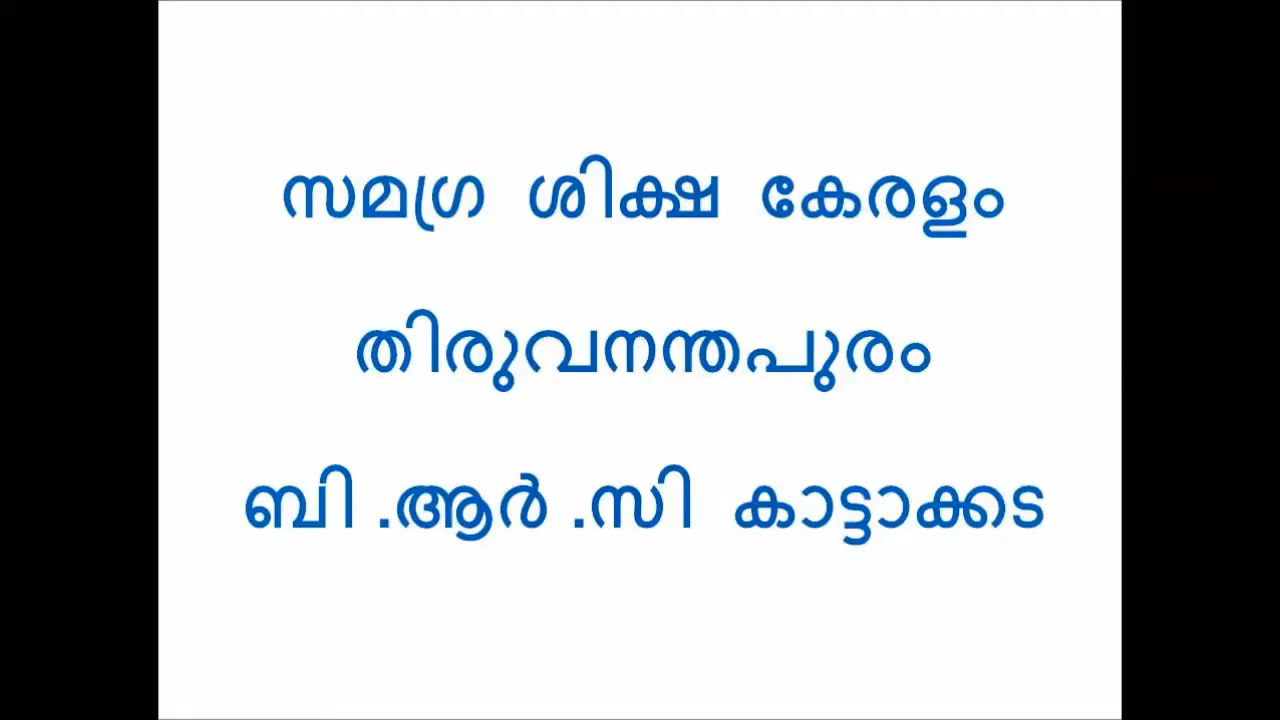 സമഗ്ര ശിക്ഷ കേരളം
തിരുവനന്തപുരം
ബി .ആർ .സി കാട്ടാക്കട